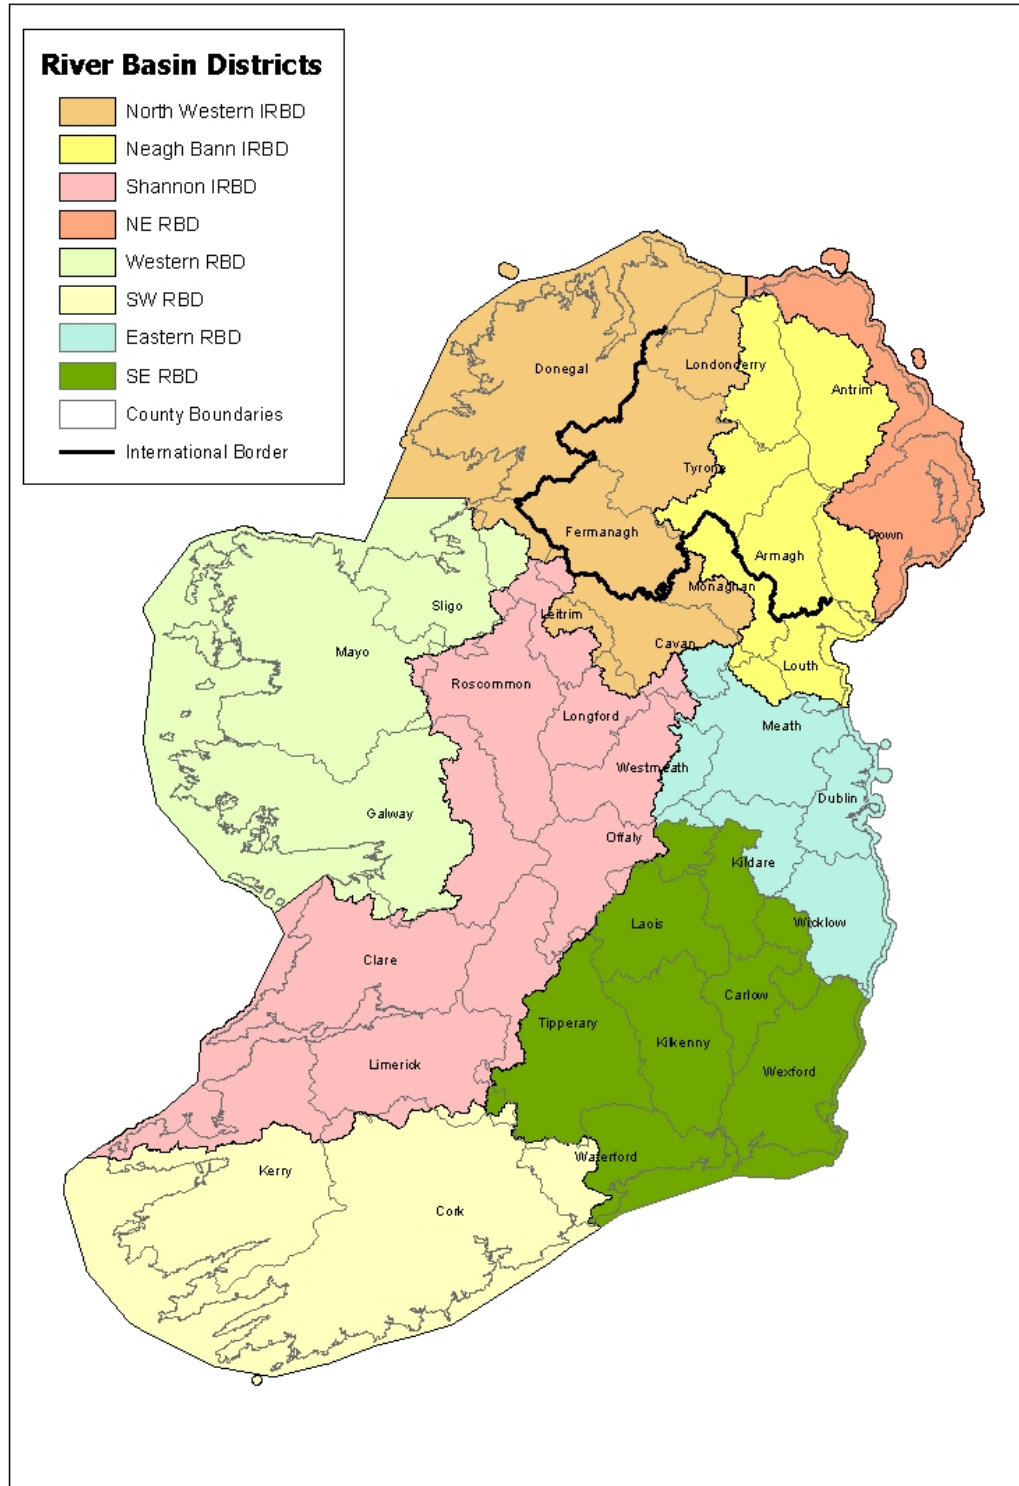 River Basin Districts
North Western IRBD
Neagh Bann IRBD
Shannon IRBD
NE RBD
Western RBD
SW RBD
Eastern RBD
SE RBD
County Boundaries
International Border
Donegal
Londonderry
Antrim
Tyrone
Fermanagh
Down
Armagh
Monaghan
Sligo
Leitrim
Cavan
Mayo
Louth
Roscommon
Longford
Meath
Westmeath
Dublin
Galway
Offaly
Kildare
Laois
Wicklow
Clare
Carlow
Tipperary
Kilkenny
Limerick
Wexford
Waterford
Kerry
Cork